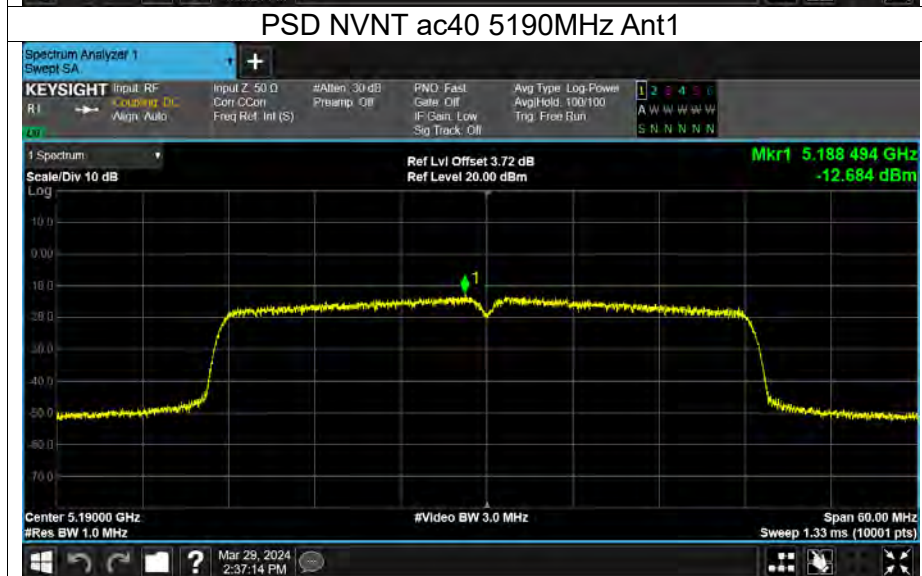 PSD NVNT ac40 5190MHz Ant1
Spectrum Analyzer 1
Swept SA
+
KEYSIGHT Input: RF Input Z: 50 Ω #Atten: 30 dB PNO: Fast Avg Type: Log-Power 1 2 3 4 5 6
Coupling: DC Corr CCorr Preamp: Off Gate: Off Avg|Hold: 100/100 A W W W W W
Align: Auto Freq Ref: Int (S) IF Gain: Low Trig: Free Run
Sig Track: Off S N N N N N
1 Spectrum Ref Lvl Offset 3.72 dB Mkr1 5.188 494 GHz
Scale/Div 10 dB Ref Level 20.00 dBm -12.684 dBm
Log
10.0
0.00
-10.0
-20.0
-30.0
-40.0
-50.0
-60.0
-70.0
1
Center 5.19000 GHz #Video BW 3.0 MHz Span 60.00 MHz
#Res BW 1.0 MHz Sweep 1.33 ms (10001 pts)
? Mar 29, 2024
2:37:14 PM